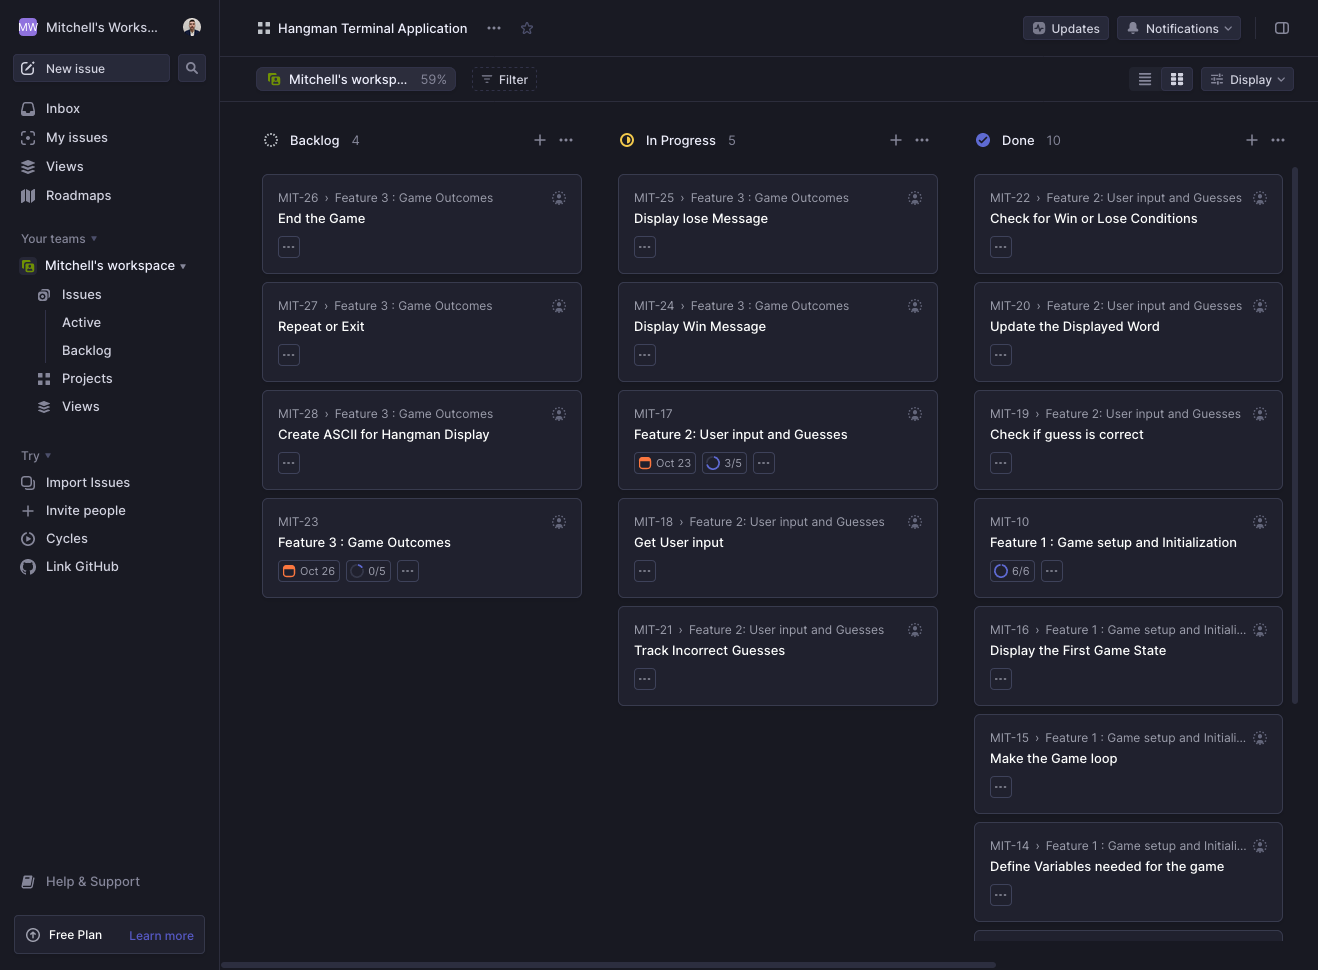 MW Mitchell's Works...
New issue
Inbox
My issues
Views
Roadmaps
Your teams
Mitchell's workspace
Issues
Active
Backlog
Projects
Views
Try
Import Issues
Invite people
Cycles
Link GitHub
Help & Support
Free Plan Learn more
Hangman Terminal Application
Updates
Notifications
Mitchell's worksp... 59%
Filter
Display
Backlog 4
MIT-26 › Feature 3 : Game Outcomes
End the Game
MIT-27 › Feature 3 : Game Outcomes
Repeat or Exit
MIT-28 › Feature 3 : Game Outcomes
Create ASCII for Hangman Display
MIT-23
Feature 3 : Game Outcomes
Oct 26 0/5
In Progress 5
MIT-25 › Feature 3 : Game Outcomes
Display lose Message
MIT-24 › Feature 3 : Game Outcomes
Display Win Message
MIT-17
Feature 2: User input and Guesses
Oct 23 3/5
MIT-18 › Feature 2: User input and Guesses
Get User input
MIT-21 › Feature 2: User input and Guesses
Track Incorrect Guesses
Done 10
MIT-22 › Feature 2: User input and Guesses
Check for Win or Lose Conditions
MIT-20 › Feature 2: User input and Guesses
Update the Displayed Word
MIT-19 › Feature 2: User input and Guesses
Check if guess is correct
MIT-10
Feature 1 : Game setup and Initialization
6/6
MIT-16 › Feature 1 : Game setup and Initiali...
Display the First Game State
MIT-15 › Feature 1 : Game setup and Initiali...
Make the Game loop
MIT-14 › Feature 1 : Game setup and Initiali...
Define Variables needed for the game